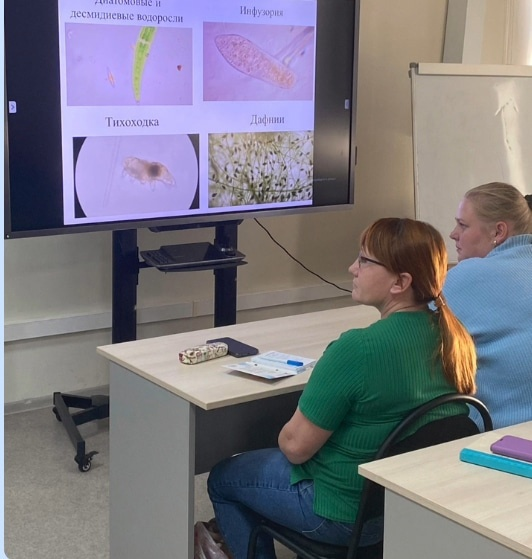 Диатомовые и
десмидиевые водоросли
Инфузория
Тихоходка
Дафнии